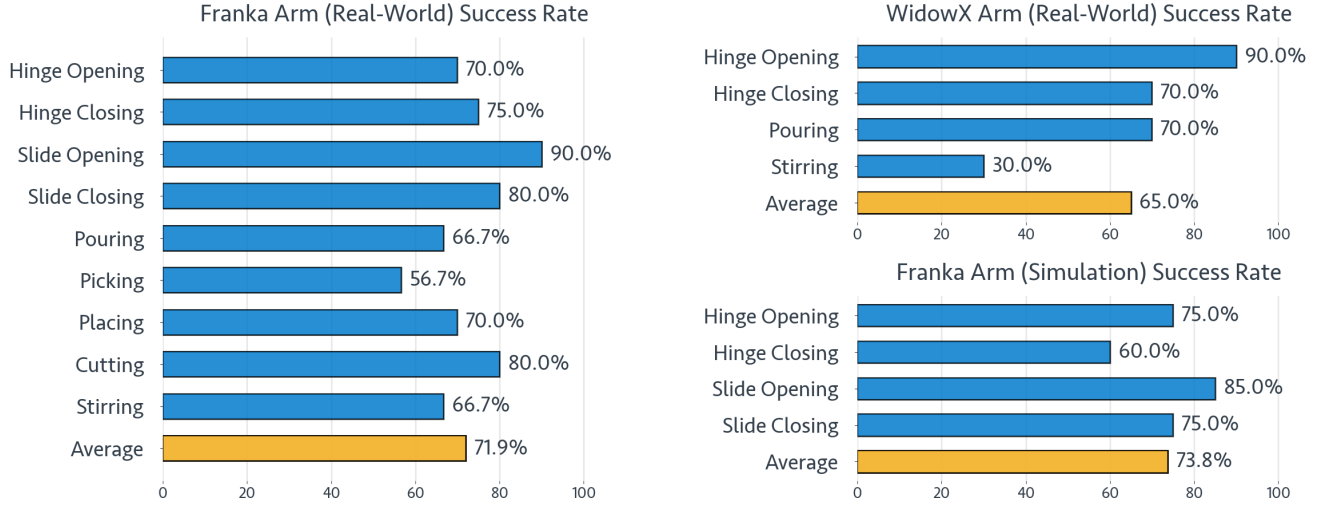 Franka Arm (Real-World) Success Rate
Hinge Opening 70.0%
Hinge Closing 75.0%
Slide Opening 90.0%
Slide Closing 80.0%
Pouring 66.7%
Picking 56.7%
Placing 70.0%
Cutting 80.0%
Stirring 66.7%
Average 71.9%
0 20 40 60 80 100
WidowX Arm (Real-World) Success Rate
Hinge Opening 90.0%
Hinge Closing 70.0%
Pouring 70.0%
Stirring 30.0%
Average 65.0%
0 20 40 60 80 100
Franka Arm (Simulation) Success Rate
Hinge Opening 75.0%
Hinge Closing 60.0%
Slide Opening 85.0%
Slide Closing 75.0%
Average 73.8%
0 20 40 60 80 100